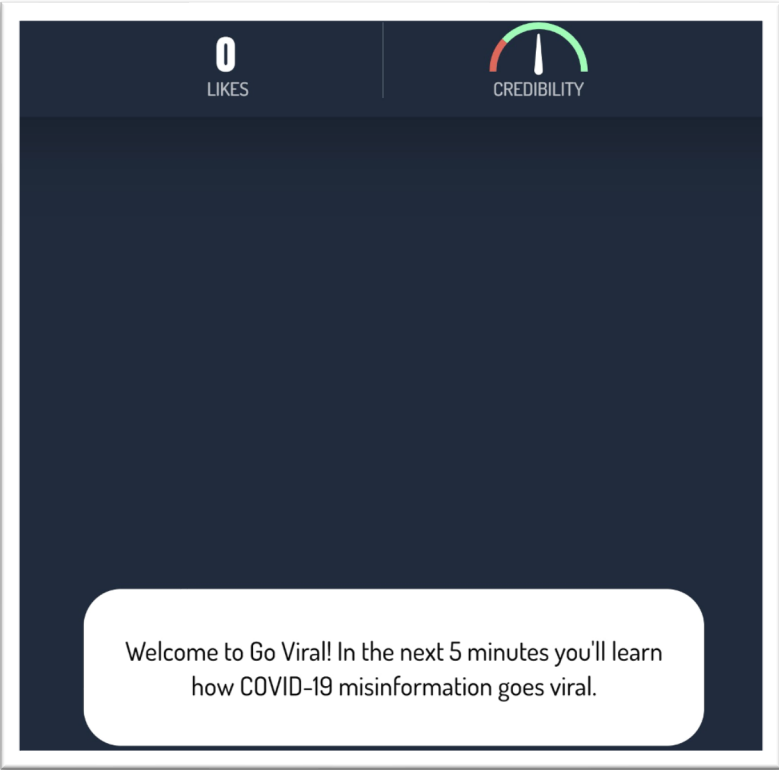 0
LIKES
CREDIBILITY
Welcome to Go Viral! In the next 5 minutes you'll learn
how COVID-19 misinformation goes viral.